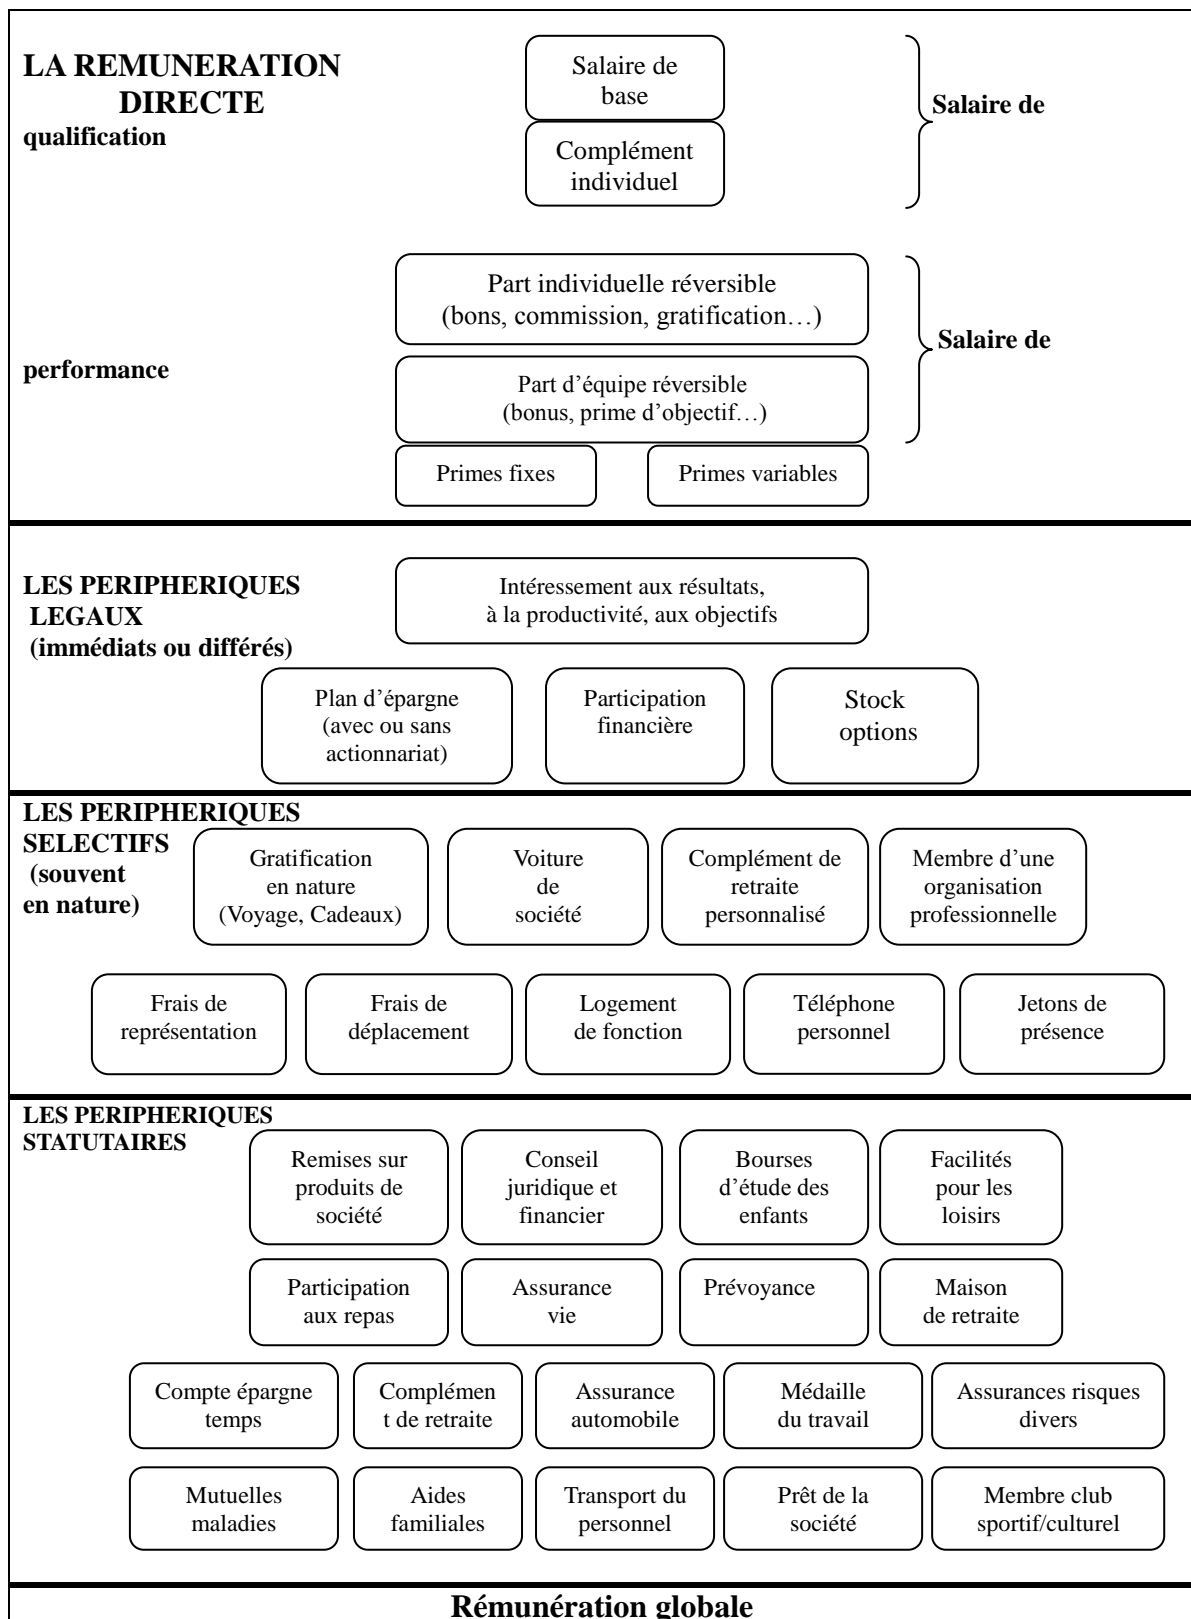 LA REMUNERATION
DIRECTE
qualification
Salaire de
base
Complément
individuel
Salaire de
performance
Part individuelle réversible
(bons, commission, gratification…)
Part d’équipe réversible
(bonus, prime d’objectif…)
Salaire de
Primes fixes
Primes variables
LES PERIPHERIQUES
LEGAUX
(immédiats ou différés)
Intéressement aux résultats,
à la productivité, aux objectifs
Plan d’épargne
(avec ou sans
actionnariat)
Participation
financière
Stock
options
LES PERIPHERIQUES
SELECTIFS
(souvent
en nature)
Gratification
en nature
(Voyage, Cadeaux)
Voiture
de
société
Complément de
retraite
personnalisé
Membre d’une
organisation
professionnelle
Frais de
représentation
Frais de
déplacement
Logement
de fonction
Téléphone
personnel
Jetons de
présence
LES PERIPHERIQUES
STATUTAIRES
Remises sur
produits de
société
Conseil
juridique et
financier
Bourses
d’étude des
enfants
Facilités
pour les
loisirs
Participation
aux repas
Assurance
vie
Prévoyance
Maison
de retraite
Compte épargne
temps
Complémen
t de retraite
Assurance
automobile
Médaille
du travail
Assurances risques
divers
Mutuelles
maladies
Aides
familiales
Transport du
personnel
Prêt de la
société
Membre club
sportif/culturel
Rémunération globale